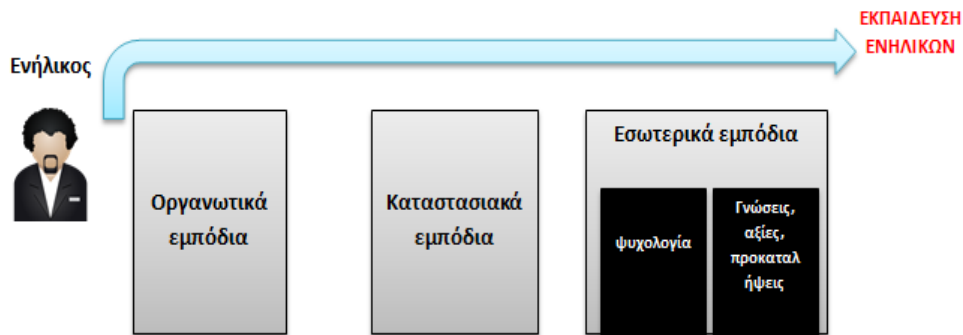 ΕΚΠΑΙΔΕΥΣΗ
ΕΝΗΛΙΚΩΝ
Ενήλικος
Οργανωτικά
εμπόδια
Καταστασιακά
εμπόδια
Εσωτερικά εμπόδια
ψυχολογία
Γνώσεις,
αξίες,
προκαταλ
ήψεις